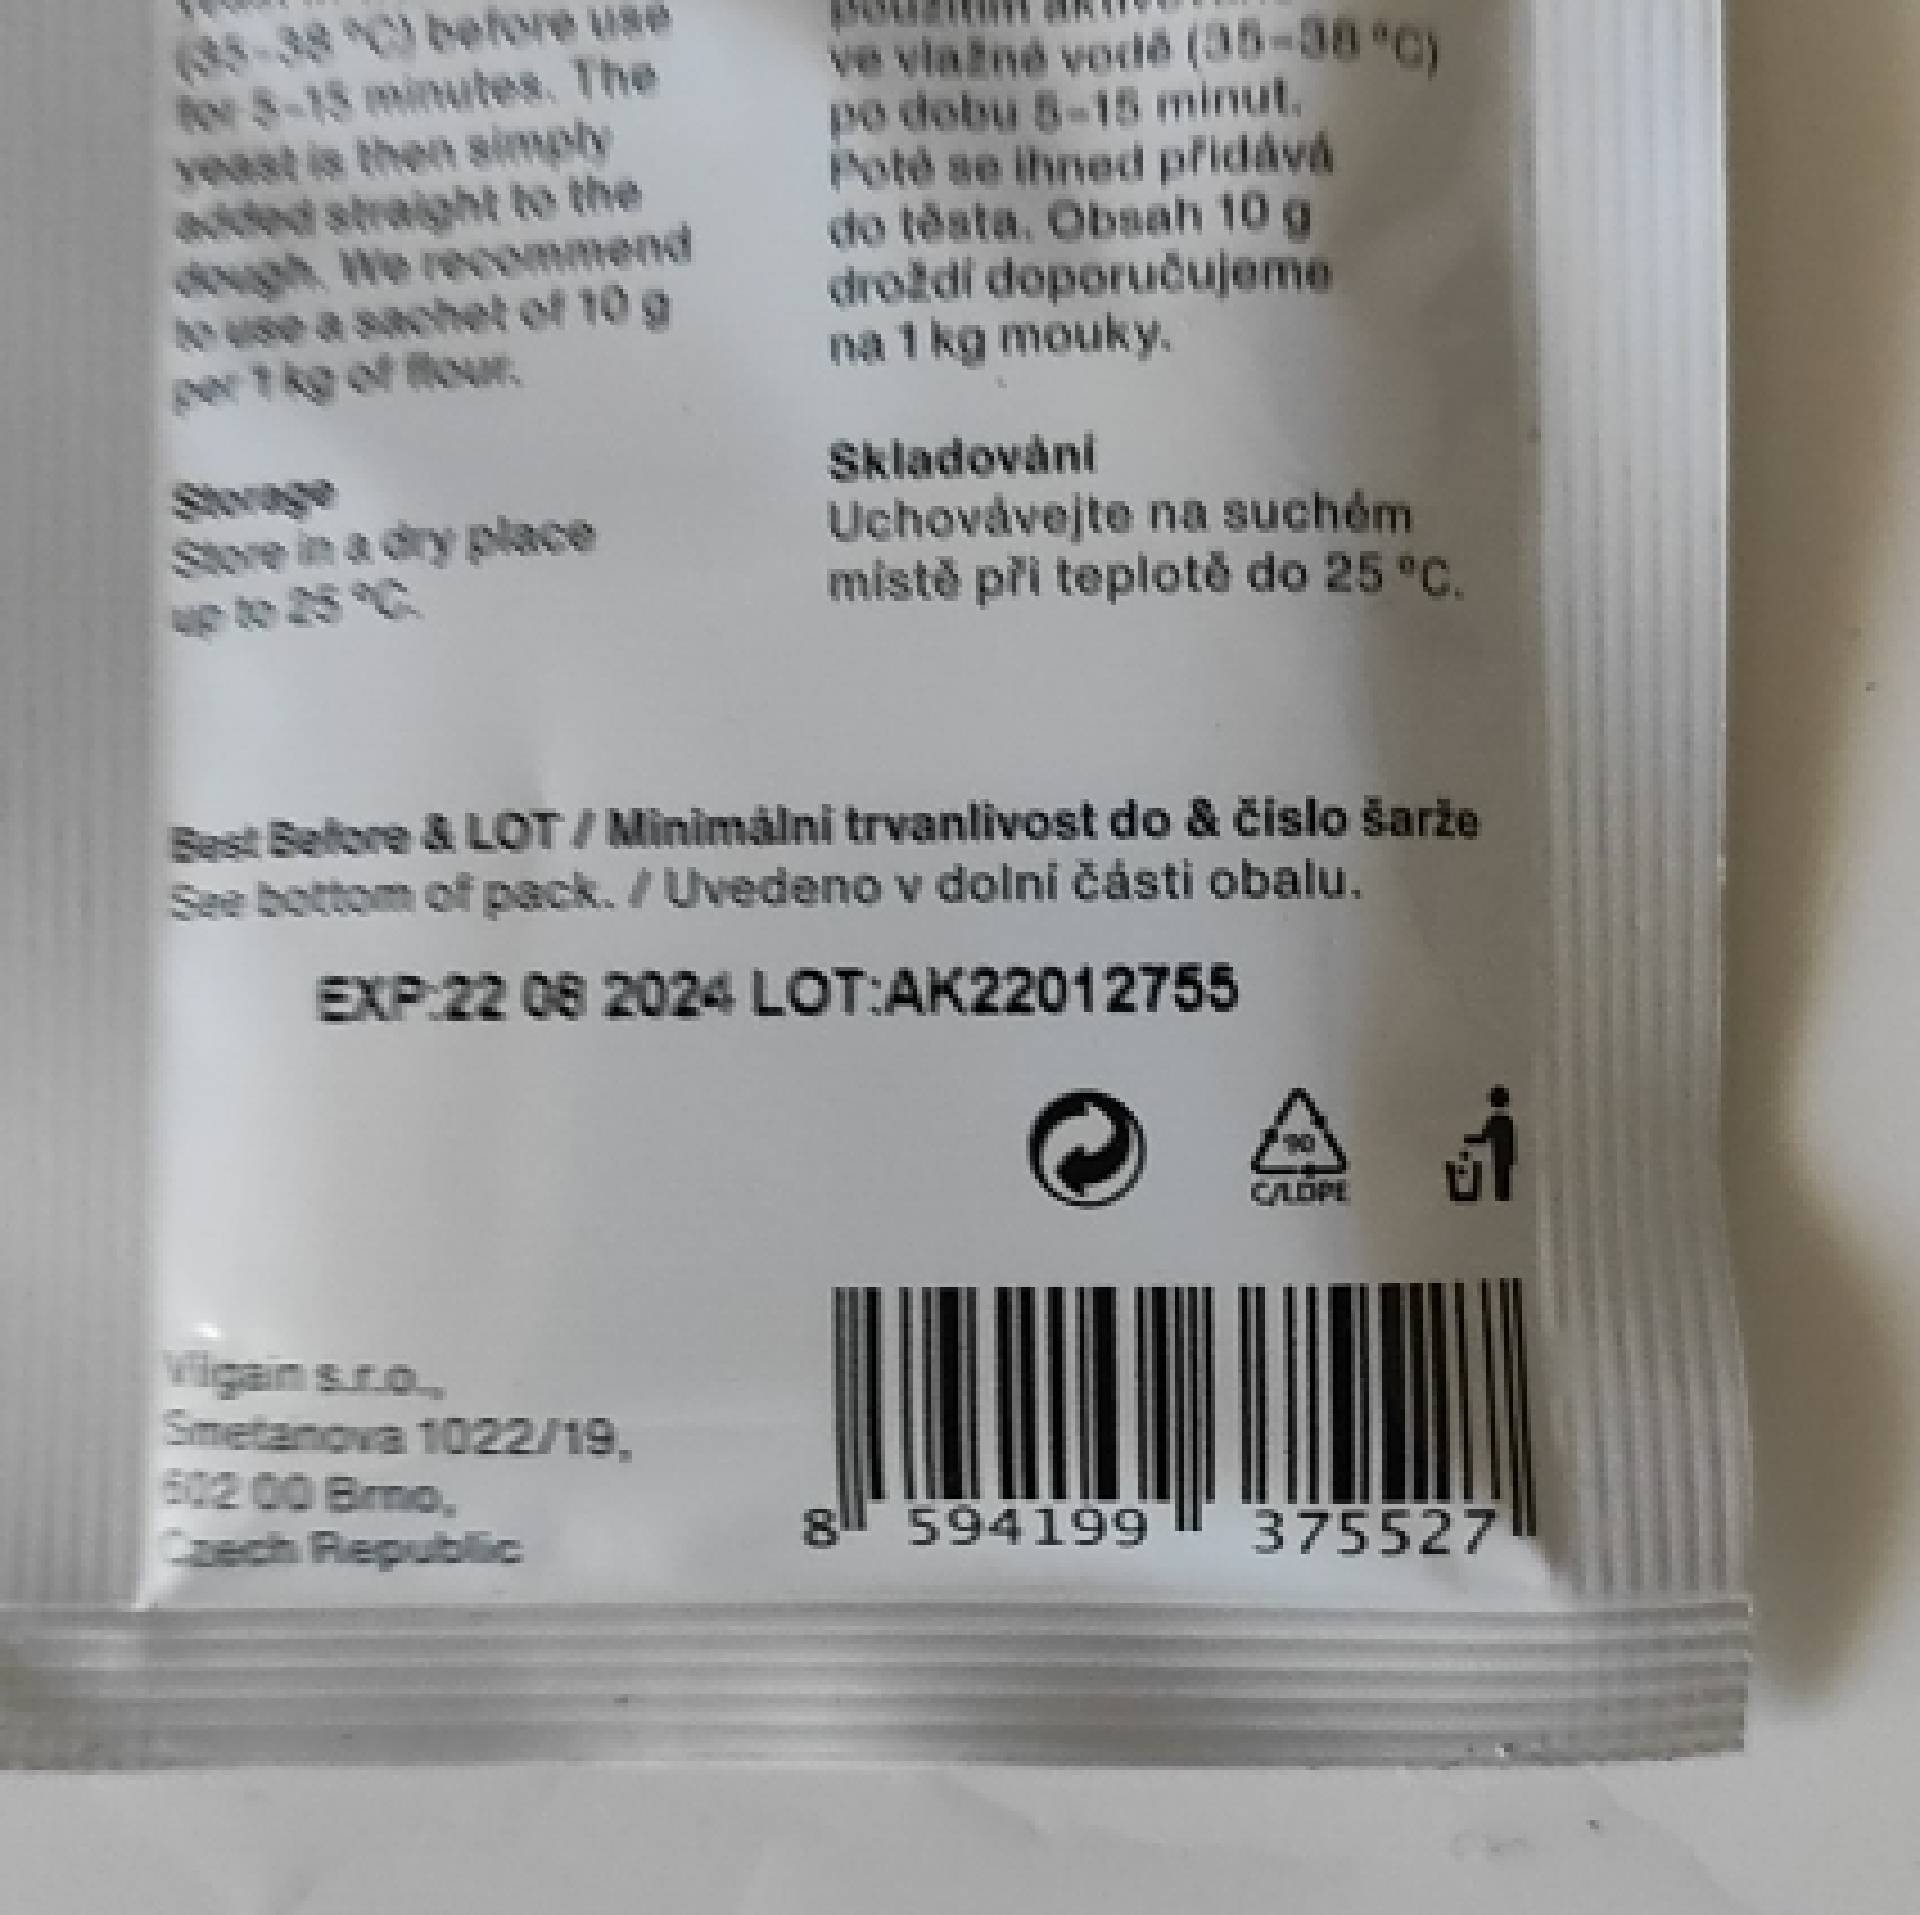 (35-38 °C) before use
for 5-15 minutes. The
yeast is then simply
added straight to the
dough. We recommend
to use a sachet of 10 g
per 1 kg of flour.
Storage
Store in a dry place
up to 25 °C.
ve vlažné vodě (35-38 °C)
po dobu 5-15 minut.
Poté se ihned přidává
do těsta. Obsah 10 g
droždí doporučujeme
na 1 kg mouky.
Skladování
Uchovávejte na suchém
místě při teplotě do 25 °C.
Best Before & LOT / Minimální trvanlivost do & číslo šarže
See bottom of pack. / Uvedeno v dolní části obalu.
EXP:22 08 2024 LOT:AK22012755
90
C/LDPE
Vilgain s.r.o.,
Smetanova 1022/19,
602 00 Brno,
Czech Republic
8 594199 375527